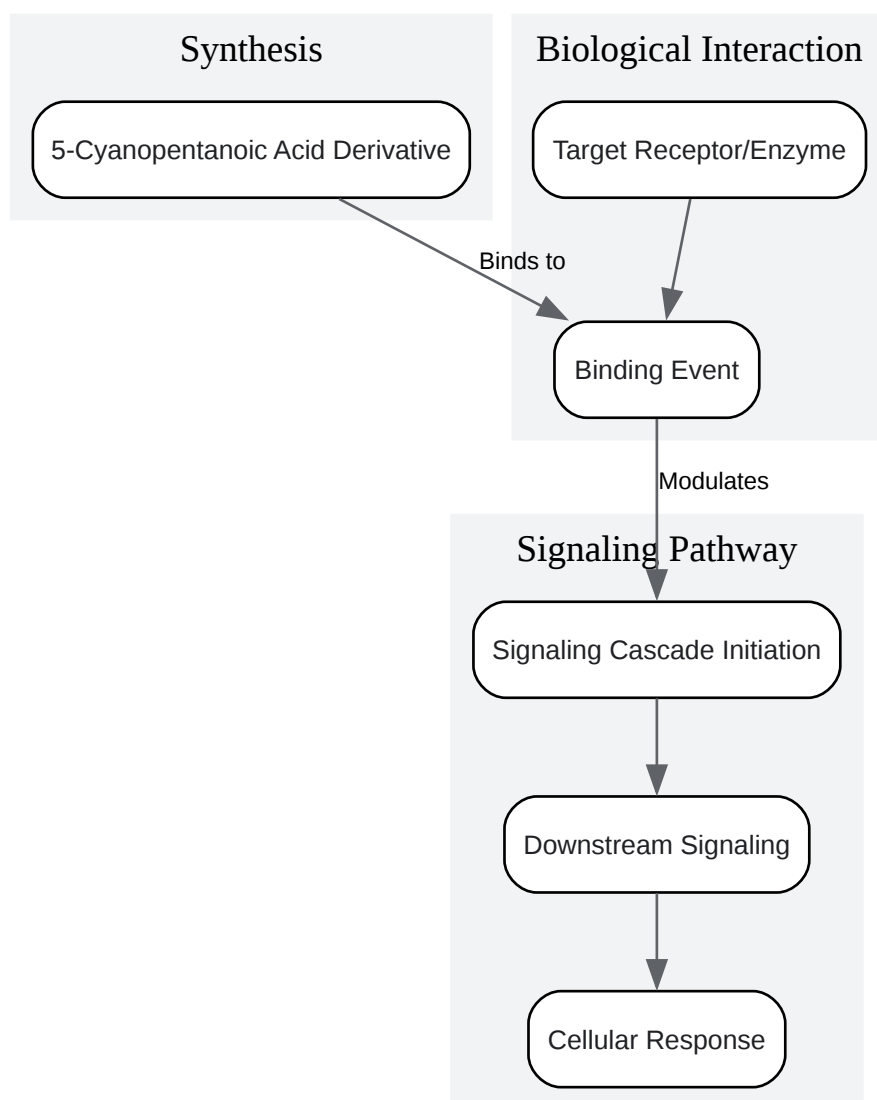 Synthesis
Biological Interaction
5-Cyanopentanoic Acid Derivative
Target Receptor/Enzyme
Binds to
Binding Event
Modulates
Signaling Pathway
Signaling Cascade Initiation
Downstream Signaling
Cellular Response